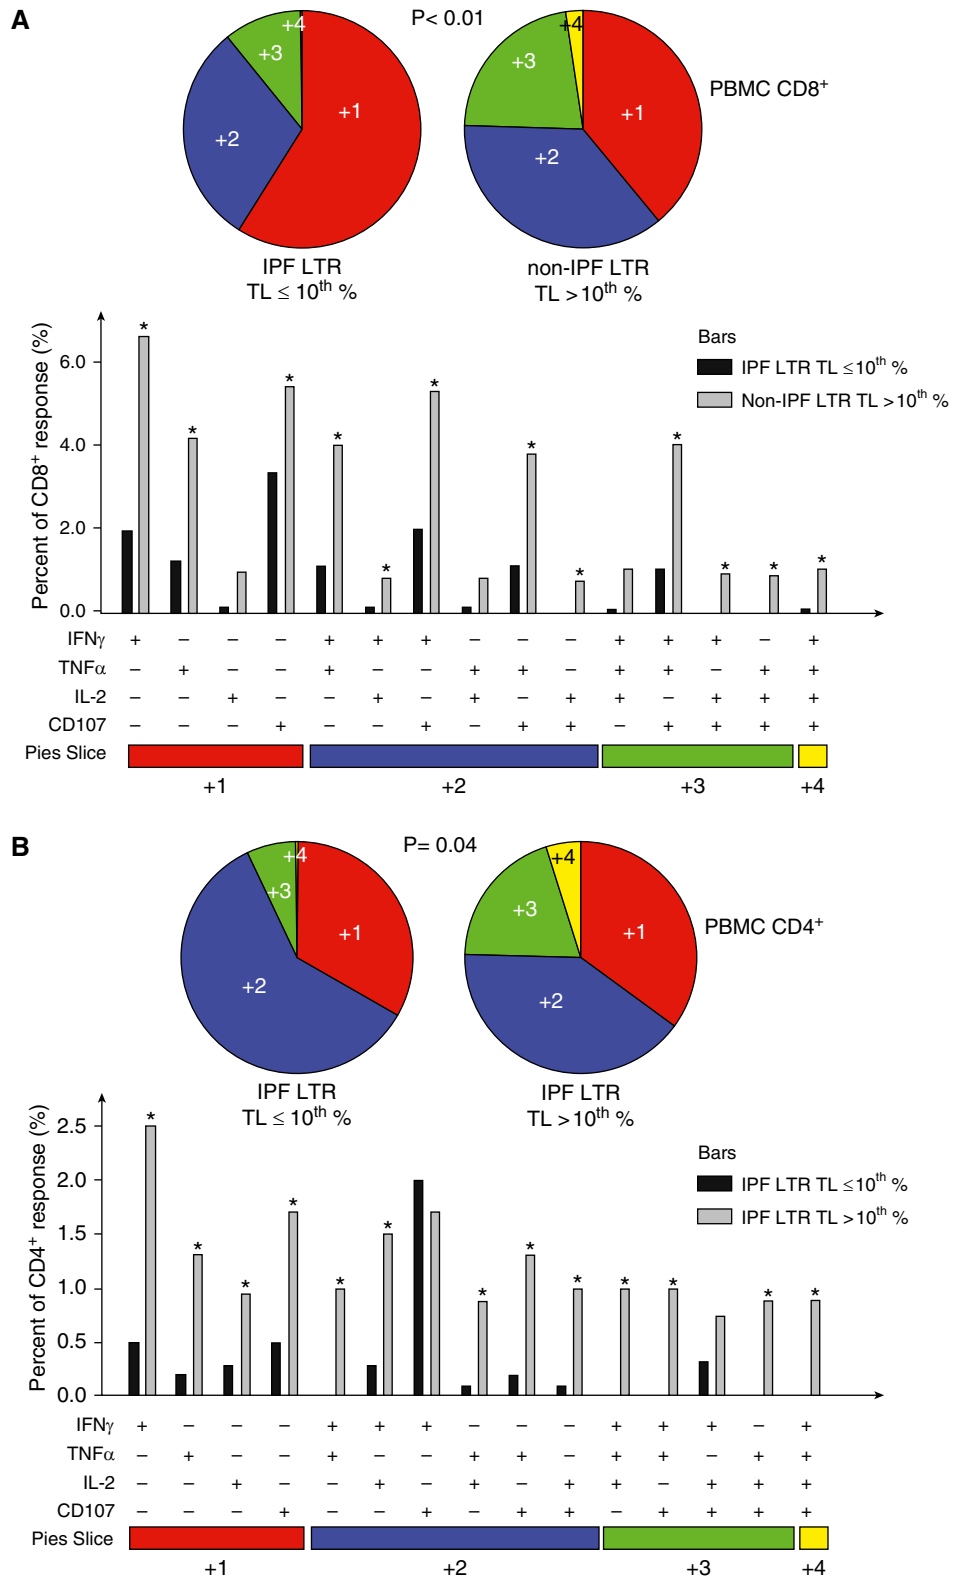 A
P< 0.01
+4
+3
+1
+2
+4
+3
+1
+2
PBMC CD8+
IPF LTR
TL ≤ 10th %
non-IPF LTR
TL >10th %
Percent of CD8+ response (%)
6.0
4.0
2.0
0.0
* * * * * * * * * * * *
Bars
IPF LTR TL ≤10th %
Non-IPF LTR TL >10th %
IFNγ + – – – + + + – – – + + + – +
TNFα – + – – + – – + + – + + – + +
IL-2 – – + – – + – + – + + – + + +
CD107 – – – + – – + – + + – + + + +
Pies Slice
+1 +2 +3 +4
B
P= 0.04
+4
+3
+1
+2
+4
+3
+1
+2
PBMC CD4+
IPF LTR
TL ≤ 10th %
IPF LTR
TL >10th %
Percent of CD4+ response (%)
2.5
2.0
1.5
1.0
0.5
0.0
* * * * * * * * * * * * *
Bars
IPF LTR TL ≤10th %
IPF LTR TL >10th %
IFNγ + – – – + + + – – – + + + – +
TNFα – + – – + – – + + – + + – + +
IL-2 – – + – – + – + – + + – + + +
CD107 – – – + – – + – + + – + + + +
Pies Slice
+1 +2 +3 +4